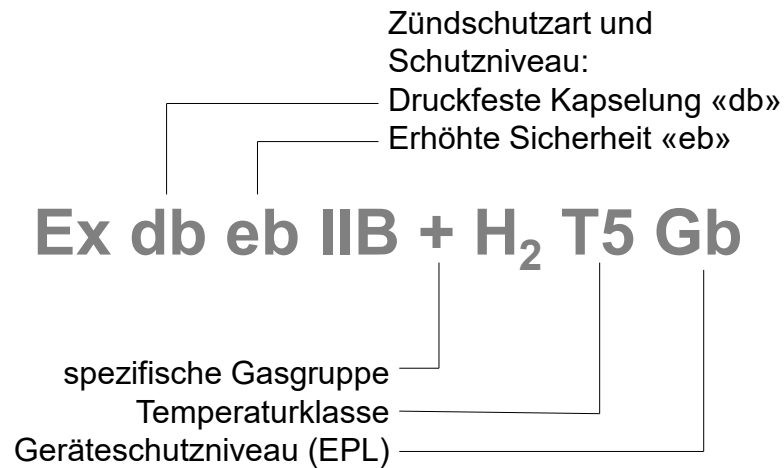 Zündschutzart und
Schutzniveau:
Druckfeste Kapselung «db»
Erhöhte Sicherheit «eb»
Ex db eb IIB + H₂ T5 Gb
spezifische Gasgruppe
Temperaturklasse
Geräteschutzniveau (EPL)